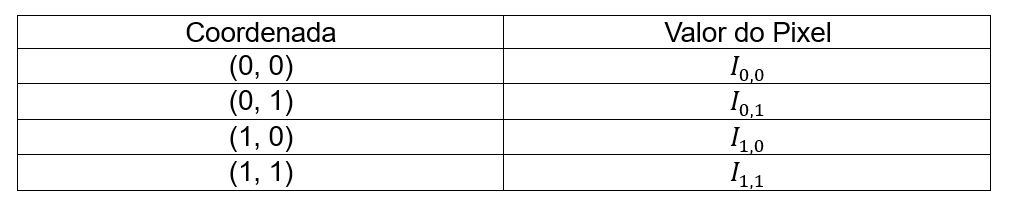 Coordenada Valor do Pixel
(0, 0) I0,0
(0, 1) I0,1
(1, 0) I1,0
(1, 1) I1,1